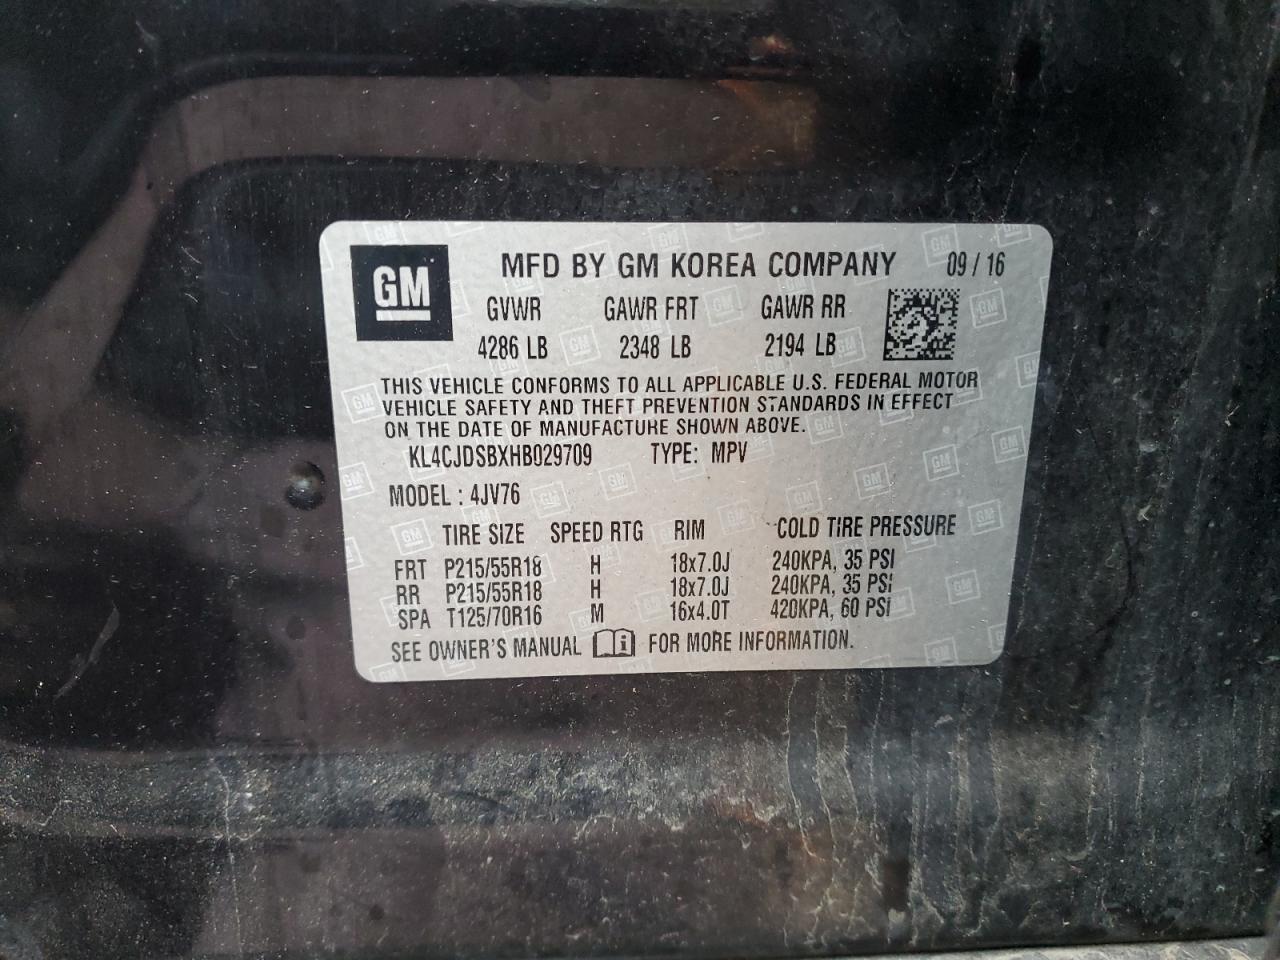 GM
MFD BY GM KOREA COMPANY 09 / 16
GVWR GAWR FRT GAWR RR
4286 LB 2348 LB 2194 LB
THIS VEHICLE CONFORMS TO ALL APPLICABLE U.S. FEDERAL MOTOR
VEHICLE SAFETY AND THEFT PREVENTION STANDARDS IN EFFECT
ON THE DATE OF MANUFACTURE SHOWN ABOVE.
KL4CJDSBXHB029709 TYPE: MPV
MODEL : 4JV76
TIRE SIZE SPEED RTG RIM COLD TIRE PRESSURE
FRT P215/55R18 H 18x7.0J 240KPA, 35 PSI
RR P215/55R18 H 18x7.0J 240KPA, 35 PSI
SPA T125/70R16 M 16x4.0T 420KPA, 60 PSI
SEE OWNER'S MANUAL FOR MORE INFORMATION.